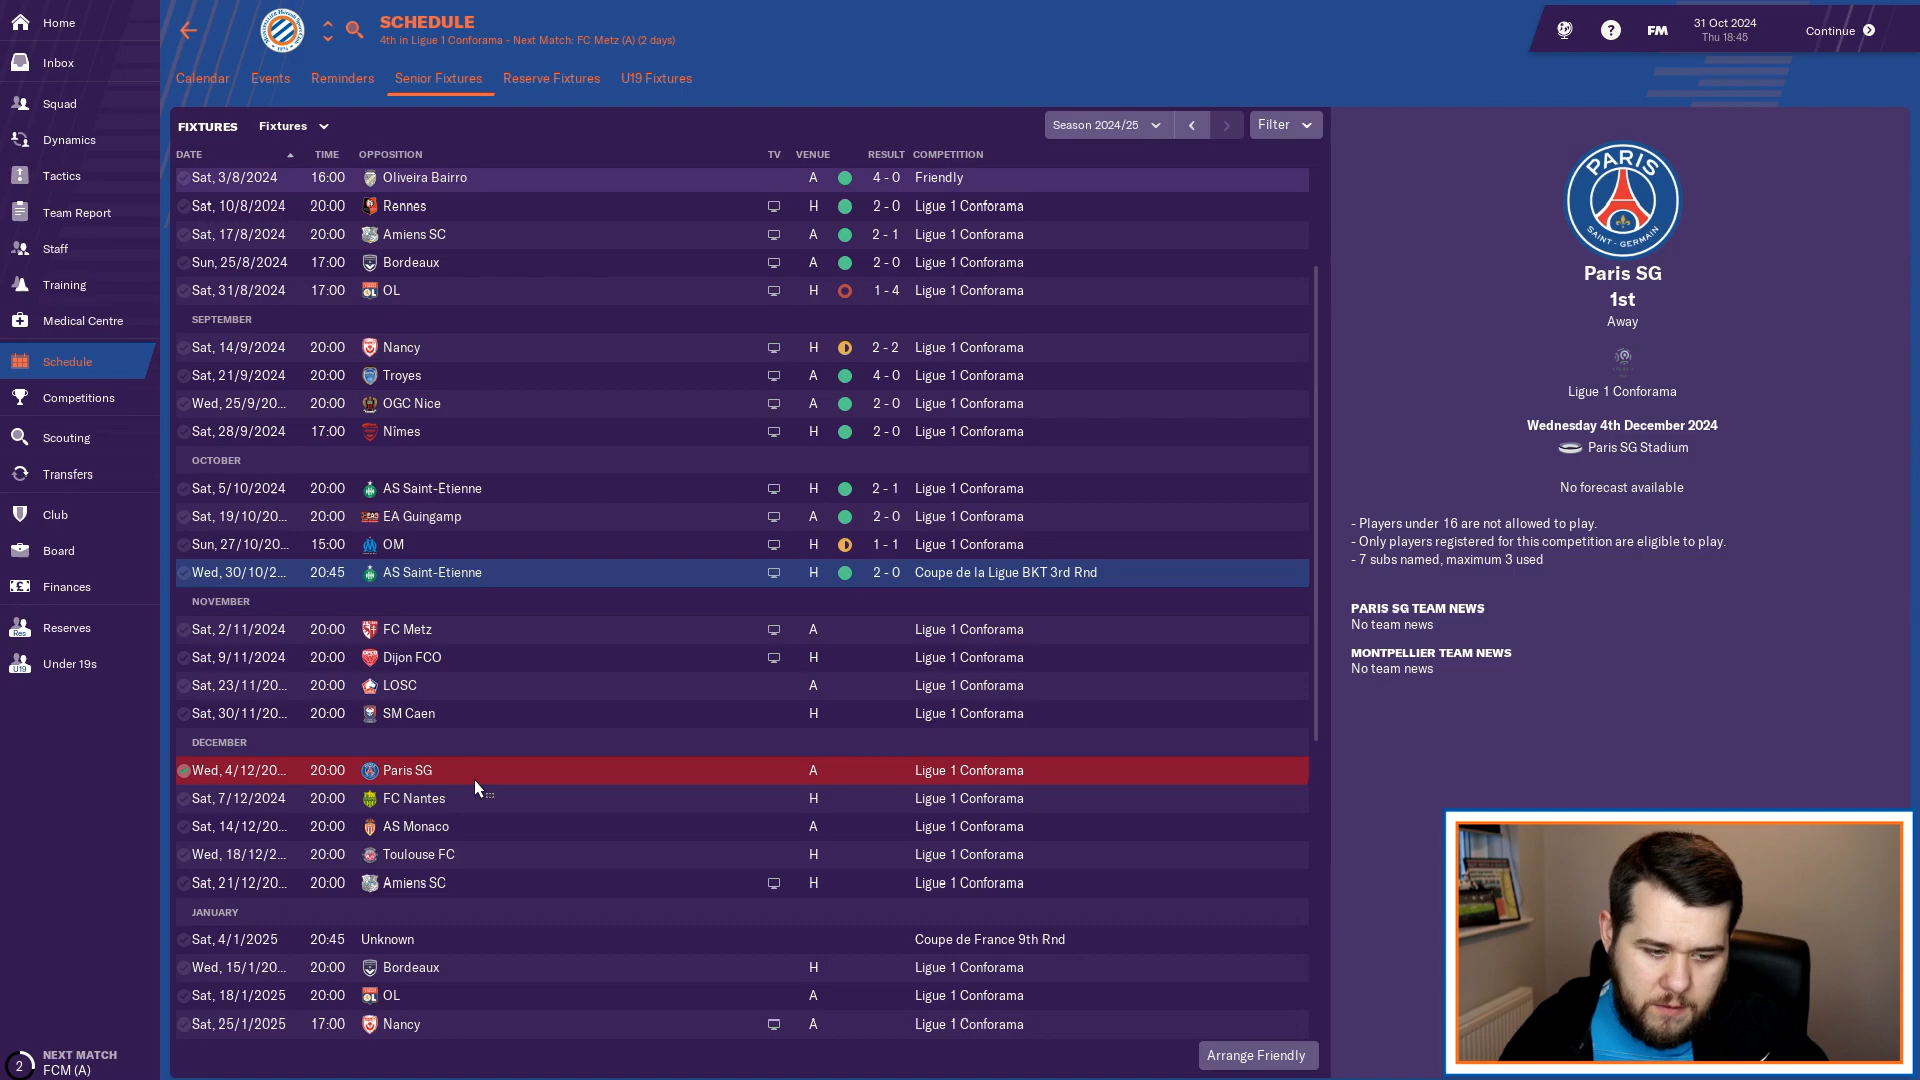 Home
Inbox
Squad
Dynamics
Tactics
Team Report
Staff
Training
Medical Centre
Schedule
Competitions
Scouting
Transfers
Club
Board
Finances
Res
Reserves
U19
Under 19s
2
NEXT MATCH
FCM (A)
SCHEDULE
4th in Ligue 1 Conforama - Next Match: FC Metz (A) (2 days)
? FM 31 Oct 2024
Thu 18:45
Continue
Calendar Events Reminders Senior Fixtures Reserve Fixtures U19 Fixtures
FIXTURES Fixtures Season 2024/25 Filter
DATE TIME OPPOSITION TV VENUE RESULT COMPETITION
Sat, 3/8/2024 16:00 Oliveira Bairro A 4 - 0 Friendly
Sat, 10/8/2024 20:00 Rennes H 2 - 0 Ligue 1 Conforama
Sat, 17/8/2024 20:00 Amiens SC A 2 - 1 Ligue 1 Conforama
Sun, 25/8/2024 17:00 Bordeaux A 2 - 0 Ligue 1 Conforama
Sat, 31/8/2024 17:00 OL H 1 - 4 Ligue 1 Conforama
SEPTEMBER
Sat, 14/9/2024 20:00 Nancy H 2 - 2 Ligue 1 Conforama
Sat, 21/9/2024 20:00 Troyes A 4 - 0 Ligue 1 Conforama
Wed, 25/9/20... 20:00 OGC Nice A 2 - 0 Ligue 1 Conforama
Sat, 28/9/2024 17:00 Nîmes H 2 - 0 Ligue 1 Conforama
OCTOBER
Sat, 5/10/2024 20:00 AS Saint-Etienne H 2 - 1 Ligue 1 Conforama
Sat, 19/10/20... 20:00 EA Guingamp A 2 - 0 Ligue 1 Conforama
Sun, 27/10/20... 15:00 OM H 1 - 1 Ligue 1 Conforama
Wed, 30/10/2... 20:45 AS Saint-Etienne H 2 - 0 Coupe de la Ligue BKT 3rd Rnd
NOVEMBER
Sat, 2/11/2024 20:00 FC Metz A Ligue 1 Conforama
Sat, 9/11/2024 20:00 Dijon FCO H Ligue 1 Conforama
Sat, 23/11/20... 20:00 LOSC A Ligue 1 Conforama
Sat, 30/11/20... 20:00 SM Caen H Ligue 1 Conforama
DECEMBER
Wed, 4/12/20... 20:00 Paris SG A Ligue 1 Conforama
Sat, 7/12/2024 20:00 FC Nantes H Ligue 1 Conforama
Sat, 14/12/20... 20:00 AS Monaco A Ligue 1 Conforama
Wed, 18/12/2... 20:00 Toulouse FC H Ligue 1 Conforama
Sat, 21/12/20... 20:00 Amiens SC H Ligue 1 Conforama
JANUARY
Sat, 4/1/2025 20:45 Unknown Coupe de France 9th Rnd
Wed, 15/1/20... 20:00 Bordeaux H Ligue 1 Conforama
Sat, 18/1/2025 20:00 OL A Ligue 1 Conforama
Sat, 25/1/2025 17:00 Nancy A Ligue 1 Conforama
Arrange Friendly
PARIS
SAINT-GERMAIN
Paris SG
1st
Away
Ligue 1 Conforama
Wednesday 4th December 2024
Paris SG Stadium
No forecast available
- Players under 16 are not allowed to play.
- Only players registered for this competition are eligible to play.
- 7 subs named, maximum 3 used
PARIS SG TEAM NEWS
No team news
MONTPELLIER TEAM NEWS
No team news